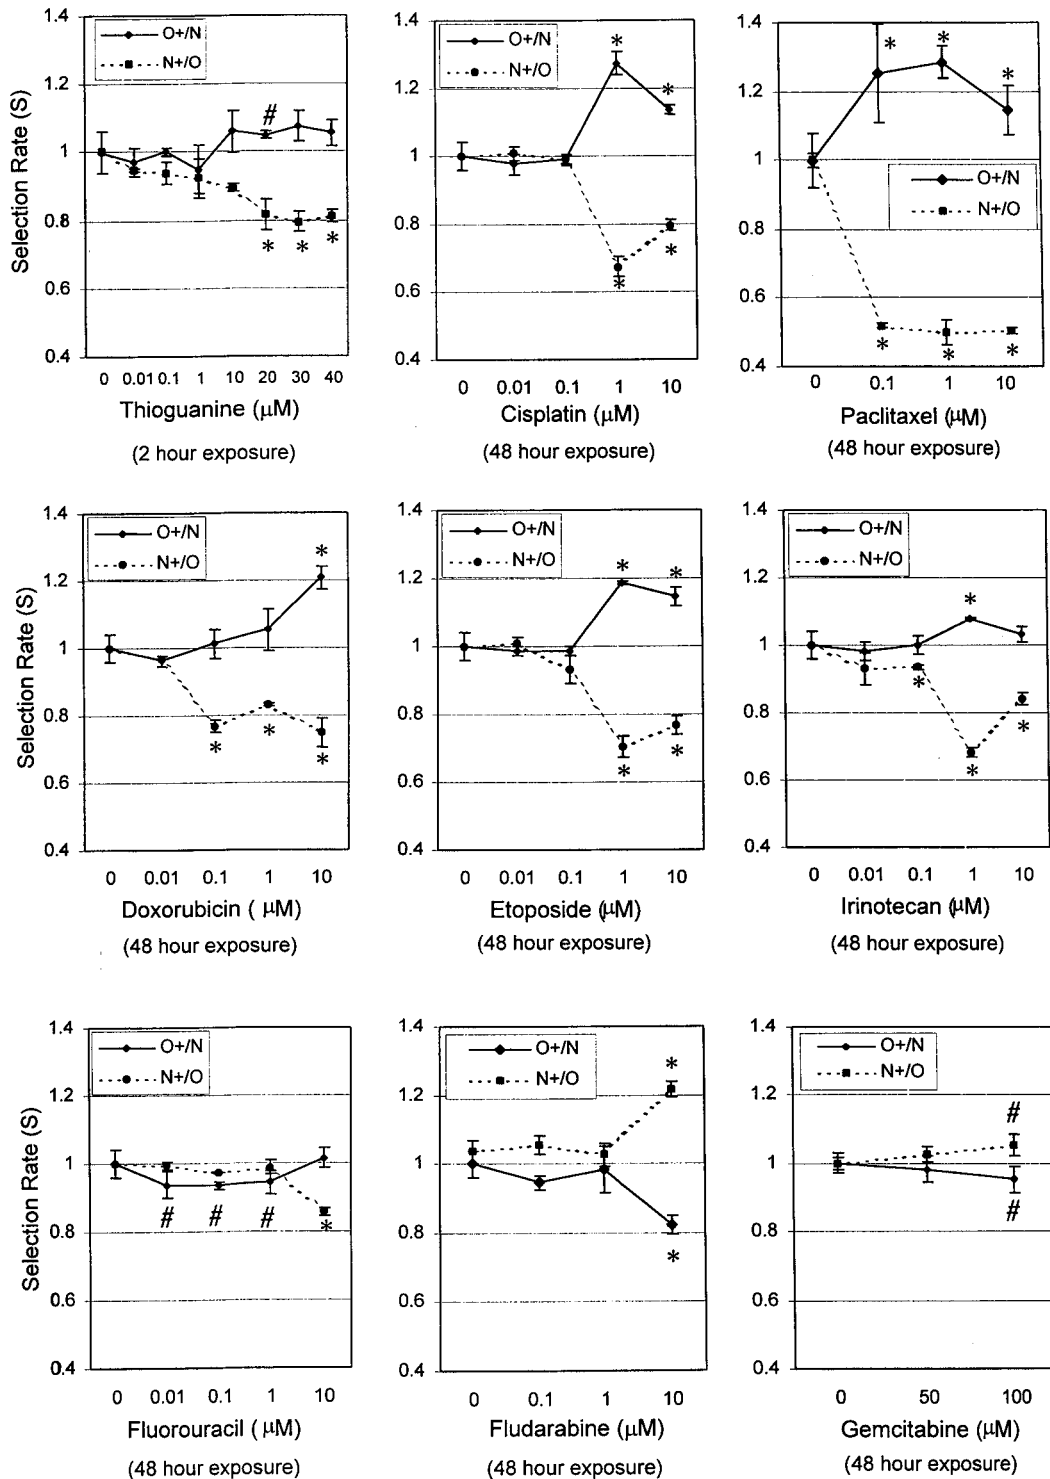 1.4
O+/N
N+/O
1.2
#
1
0.8
* * *
0.6
0.4
0 0.01 0.1 1 10 20 30 40
Thioguanine (μM)
(2 hour exposure)
Selection Rate (S)
1.4
O+/N
N+/O
*
1.2
*
1
0.8
*
0.6
*
0.4
0 0.01 0.1 1 10
Cisplatin (μM)
(48 hour exposure)
1.4
* * *
1.2
1
O+/N
N+/O
0.8
0.6
* * *
0.4
0 0.1 1 10
Paclitaxel (μM)
(48 hour exposure)
1.4
O+/N
N+/O
*
1.2
1
0.8
* * *
0.6
0.4
0 0.01 0.1 1 10
Doxorubicin ( μM)
(48 hour exposure)
Selection Rate (S)
1.4
O+/N
N+/O
* *
1.2
1
0.8
* *
0.6
0.4
0 0.01 0.1 1 10
Etoposide (μM)
(48 hour exposure)
1.4
O+/N
N+/O
1.2
*
1
*
0.8
* *
0.6
0.4
0 0.01 0.1 1 10
Irinotecan (μM)
(48 hour exposure)
1.4
O+/N
N+/O
1.2
1
# # # *
0.8
0.6
0.4
0 0.01 0.1 1 10
Fluorouracil ( μM)
(48 hour exposure)
Selection Rate (S)
1.4
O+/N
N+/O
*
1.2
1
0.8
*
0.6
0.4
0 0.1 1 10
Fludarabine (μM)
(48 hour exposure)
1.4
O+/N
N+/O
1.2
#
1
#
0.8
0.6
0.4
0 50 100
Gemcitabine (μM)
(48 hour exposure)